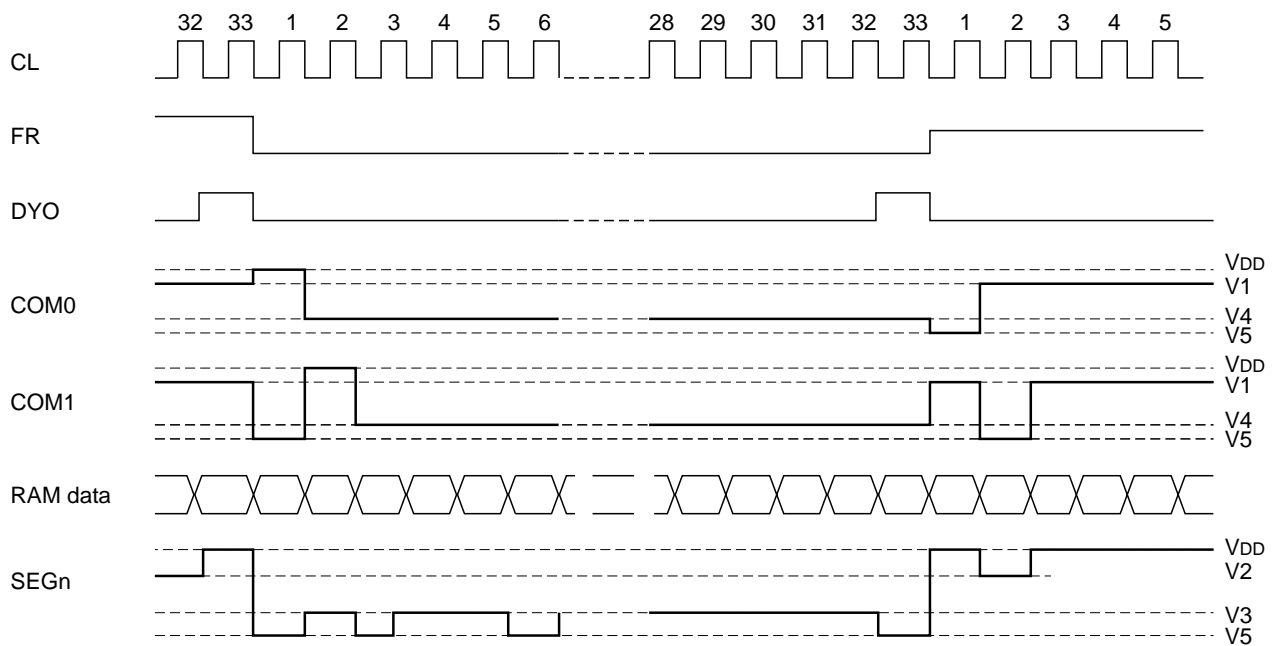 32 33 1 2 3 4 5 6 28 29 30 31 32 33 1 2 3 4 5
CL
FR
DYO
VDD
V1
COM0
V4
V5
VDD
V1
COM1
V4
V5
RAM data
VDD
V2
SEGn
V3
V5